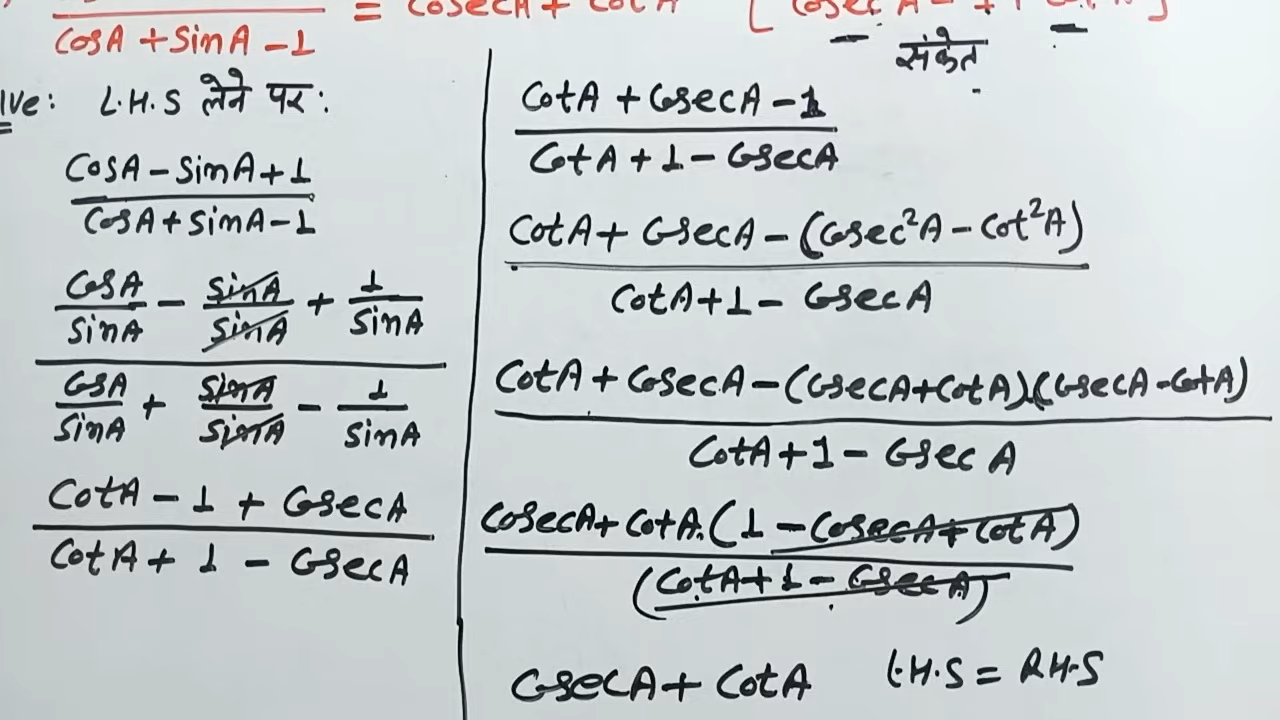 CosA + SinA - 1 = CosecA + CotA
संकेत
lve: L.H.S लेने पर:
CosA - SinA + 1
CosA + SinA - 1
CosA/SinA - SinA/SinA + 1/SinA
CosA/SinA + SinA/SinA - 1/SinA
CotA - 1 + CosecA
CotA + 1 - CosecA
CotA + CosecA - 1
CotA + 1 - CosecA
CotA + CosecA - (Cosec²A - Cot²A)
CotA + 1 - CosecA
CotA + CosecA - (CosecA + CotA).(CosecA - CotA)
CotA + 1 - CosecA
CosecA + CotA.(1 - CosecA + CotA)
(CotA + 1 - CosecA)
CosecA + CotA L.H.S = R.H.S